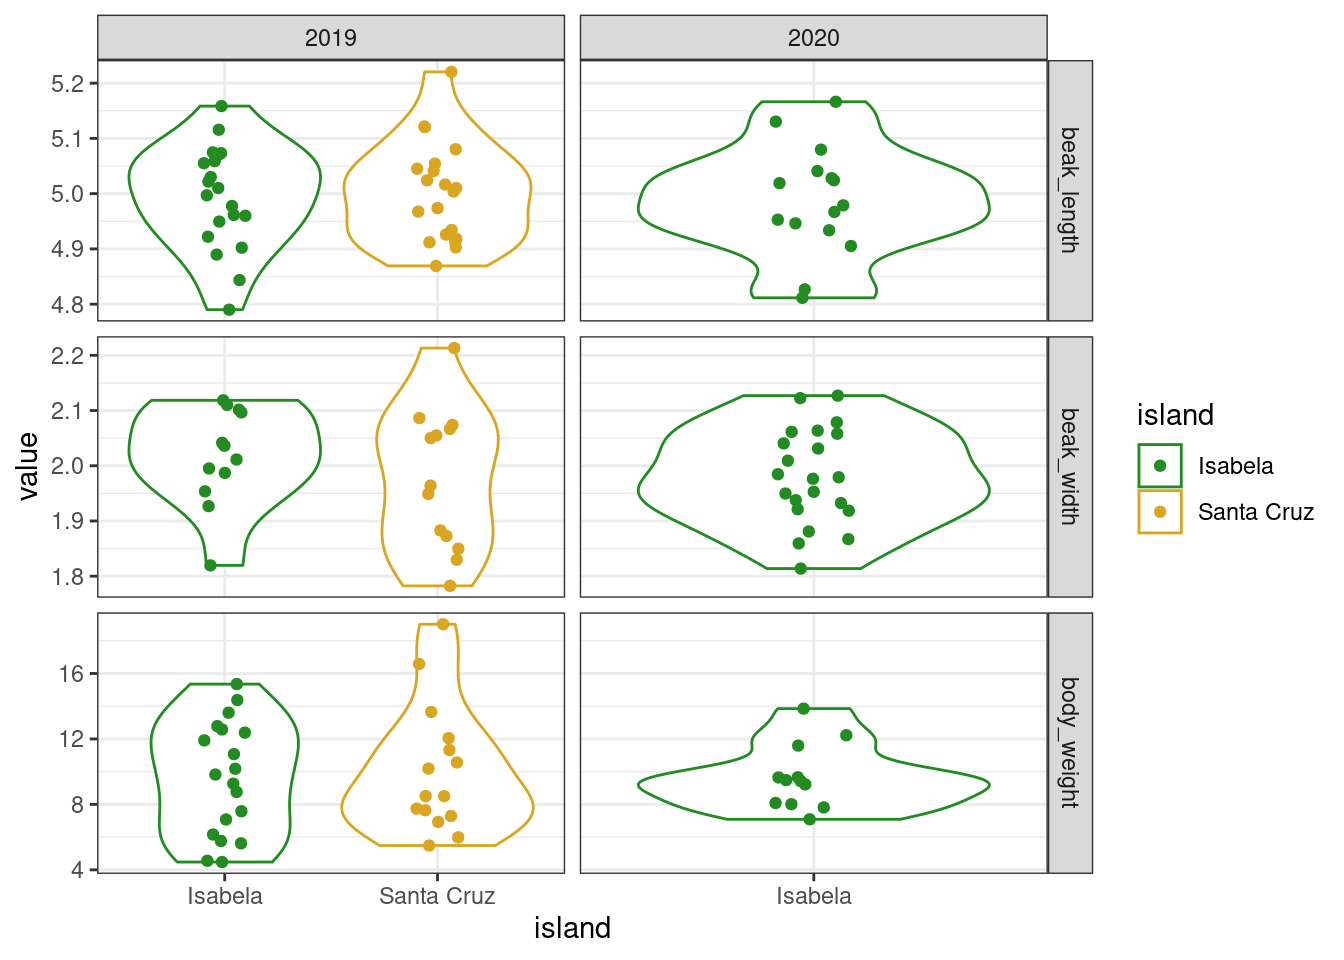 2019
2020
5.2
5.1
5.0
4.9
4.8
beak_length
2.2
2.1
2.0
1.9
1.8
beak_width
16
12
8
4
body_weight
value
Isabela
Santa Cruz
Isabela
island
island
Isabela
Santa Cruz